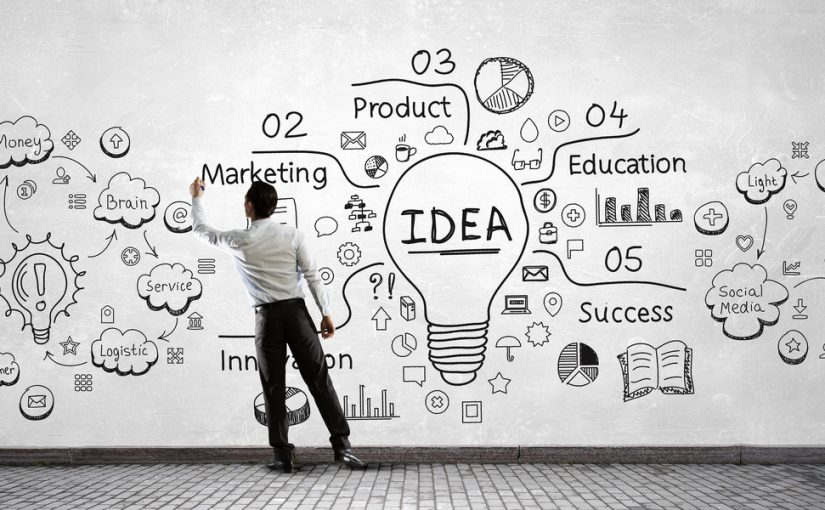 03
Product
02
04
Money
Marketing
Education
Brain
Light
@
IDEA
$
05
?!
Service
Social
Media
Success
Logistic